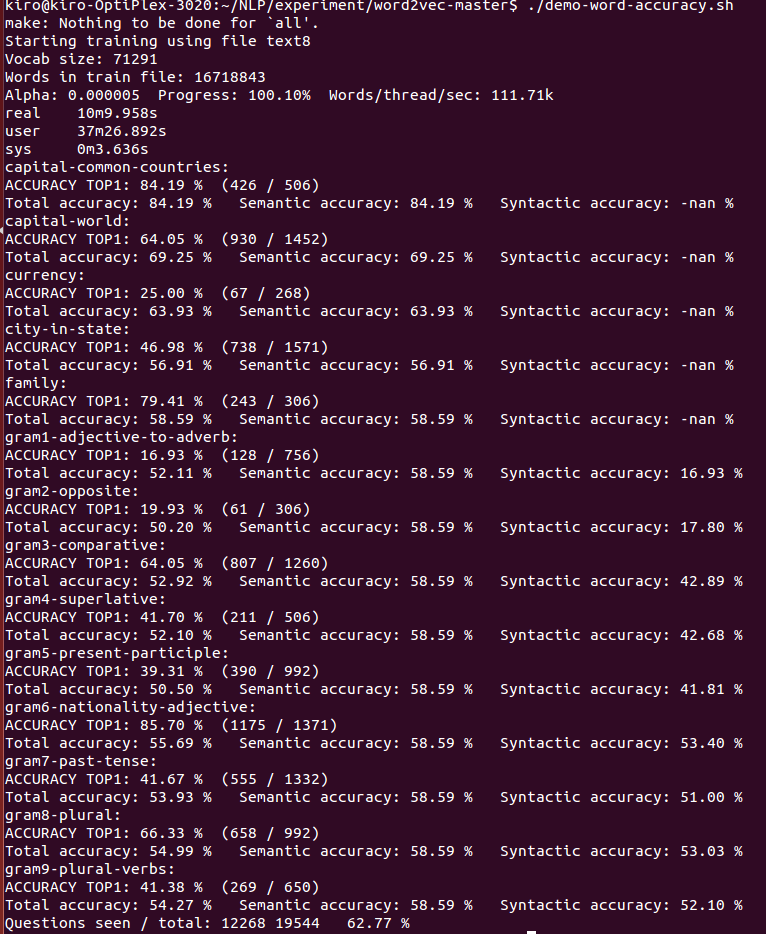 kiro@kiro-OptiPlex-3020:~/NLP/experiment/word2vec-master$ ./demo-word-accuracy.sh
make: Nothing to be done for `all'.
Starting training using file text8
Vocab size: 71291
Words in train file: 16718843
Alpha: 0.000005  Progress: 100.10%  Words/thread/sec: 111.71k
real    10m9.958s
user    37m26.892s
sys     0m3.636s
capital-common-countries:
ACCURACY TOP1: 84.19 %  (426 / 506)
Total accuracy: 84.19 %   Semantic accuracy: 84.19 %   Syntactic accuracy: -nan %
capital-world:
ACCURACY TOP1: 64.05 %  (930 / 1452)
Total accuracy: 69.25 %   Semantic accuracy: 69.25 %   Syntactic accuracy: -nan %
currency:
ACCURACY TOP1: 25.00 %  (67 / 268)
Total accuracy: 63.93 %   Semantic accuracy: 63.93 %   Syntactic accuracy: -nan %
city-in-state:
ACCURACY TOP1: 46.98 %  (738 / 1571)
Total accuracy: 56.91 %   Semantic accuracy: 56.91 %   Syntactic accuracy: -nan %
family:
ACCURACY TOP1: 79.41 %  (243 / 306)
Total accuracy: 58.59 %   Semantic accuracy: 58.59 %   Syntactic accuracy: -nan %
gram1-adjective-to-adverb:
ACCURACY TOP1: 16.93 %  (128 / 756)
Total accuracy: 52.11 %   Semantic accuracy: 58.59 %   Syntactic accuracy: 16.93 %
gram2-opposite:
ACCURACY TOP1: 19.93 %  (61 / 306)
Total accuracy: 50.20 %   Semantic accuracy: 58.59 %   Syntactic accuracy: 17.80 %
gram3-comparative:
ACCURACY TOP1: 64.05 %  (807 / 1260)
Total accuracy: 52.92 %   Semantic accuracy: 58.59 %   Syntactic accuracy: 42.89 %
gram4-superlative:
ACCURACY TOP1: 41.70 %  (211 / 506)
Total accuracy: 52.10 %   Semantic accuracy: 58.59 %   Syntactic accuracy: 42.68 %
gram5-present-participle:
ACCURACY TOP1: 39.31 %  (390 / 992)
Total accuracy: 50.50 %   Semantic accuracy: 58.59 %   Syntactic accuracy: 41.81 %
gram6-nationality-adjective:
ACCURACY TOP1: 85.70 %  (1175 / 1371)
Total accuracy: 55.69 %   Semantic accuracy: 58.59 %   Syntactic accuracy: 53.40 %
gram7-past-tense:
ACCURACY TOP1: 41.67 %  (555 / 1332)
Total accuracy: 53.93 %   Semantic accuracy: 58.59 %   Syntactic accuracy: 51.00 %
gram8-plural:
ACCURACY TOP1: 66.33 %  (658 / 992)
Total accuracy: 54.99 %   Semantic accuracy: 58.59 %   Syntactic accuracy: 53.03 %
gram9-plural-verbs:
ACCURACY TOP1: 41.38 %  (269 / 650)
Total accuracy: 54.27 %   Semantic accuracy: 58.59 %   Syntactic accuracy: 52.10 %
Questions seen / total: 12268 19544   62.77 %